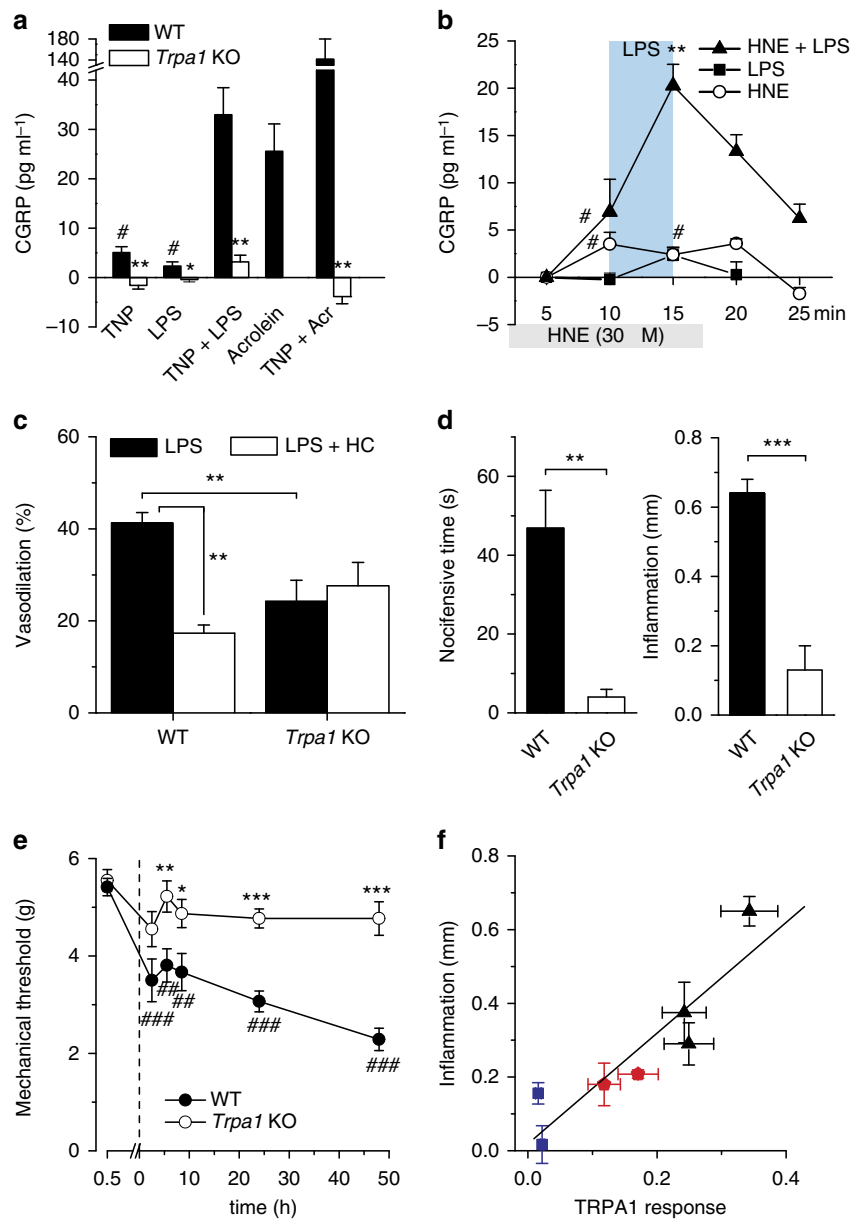 a
WT
Trpa1 KO
CGRP (pg ml⁻¹)
180
140
40
30
20
10
0
−10
#
**
#
*
**
**
TNP
LPS
TNP + LPS
Acrolein
TNP + Acr
b
HNE + LPS
LPS
HNE
LPS **
CGRP (pg ml⁻¹)
25
20
15
10
5
0
−5
#
#
#
5
10
15
20
25 min
HNE (30 M)
c
LPS
LPS + HC
Vasodilation (%)
60
40
20
0
**
**
WT
Trpa1 KO
d
Nocifensive time (s)
60
40
20
0
**
WT
Trpa1 KO
Inflammation (mm)
0.8
0.6
0.4
0.2
0.0
***
WT
Trpa1 KO
e
Mechanical threshold (g)
6
4
2
0
**
*
***
***
###
##
##
###
###
WT
Trpa1 KO
0.5
0
10
20
30
40
50
time (h)
f
Inflammation (mm)
0.8
0.6
0.4
0.2
0.0
0.0
0.2
0.4
TRPA1 response